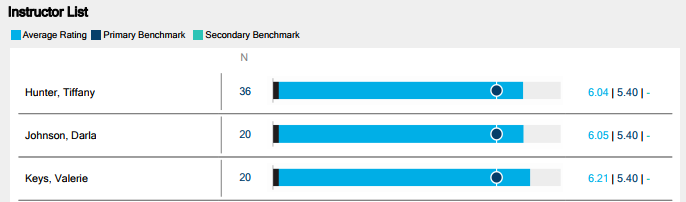 Instructor List
Average Rating Primary Benchmark Secondary Benchmark
N
Hunter, Tiffany 36 6.04 | 5.40 | -
Johnson, Darla 20 6.05 | 5.40 | -
Keys, Valerie 20 6.21 | 5.40 | -